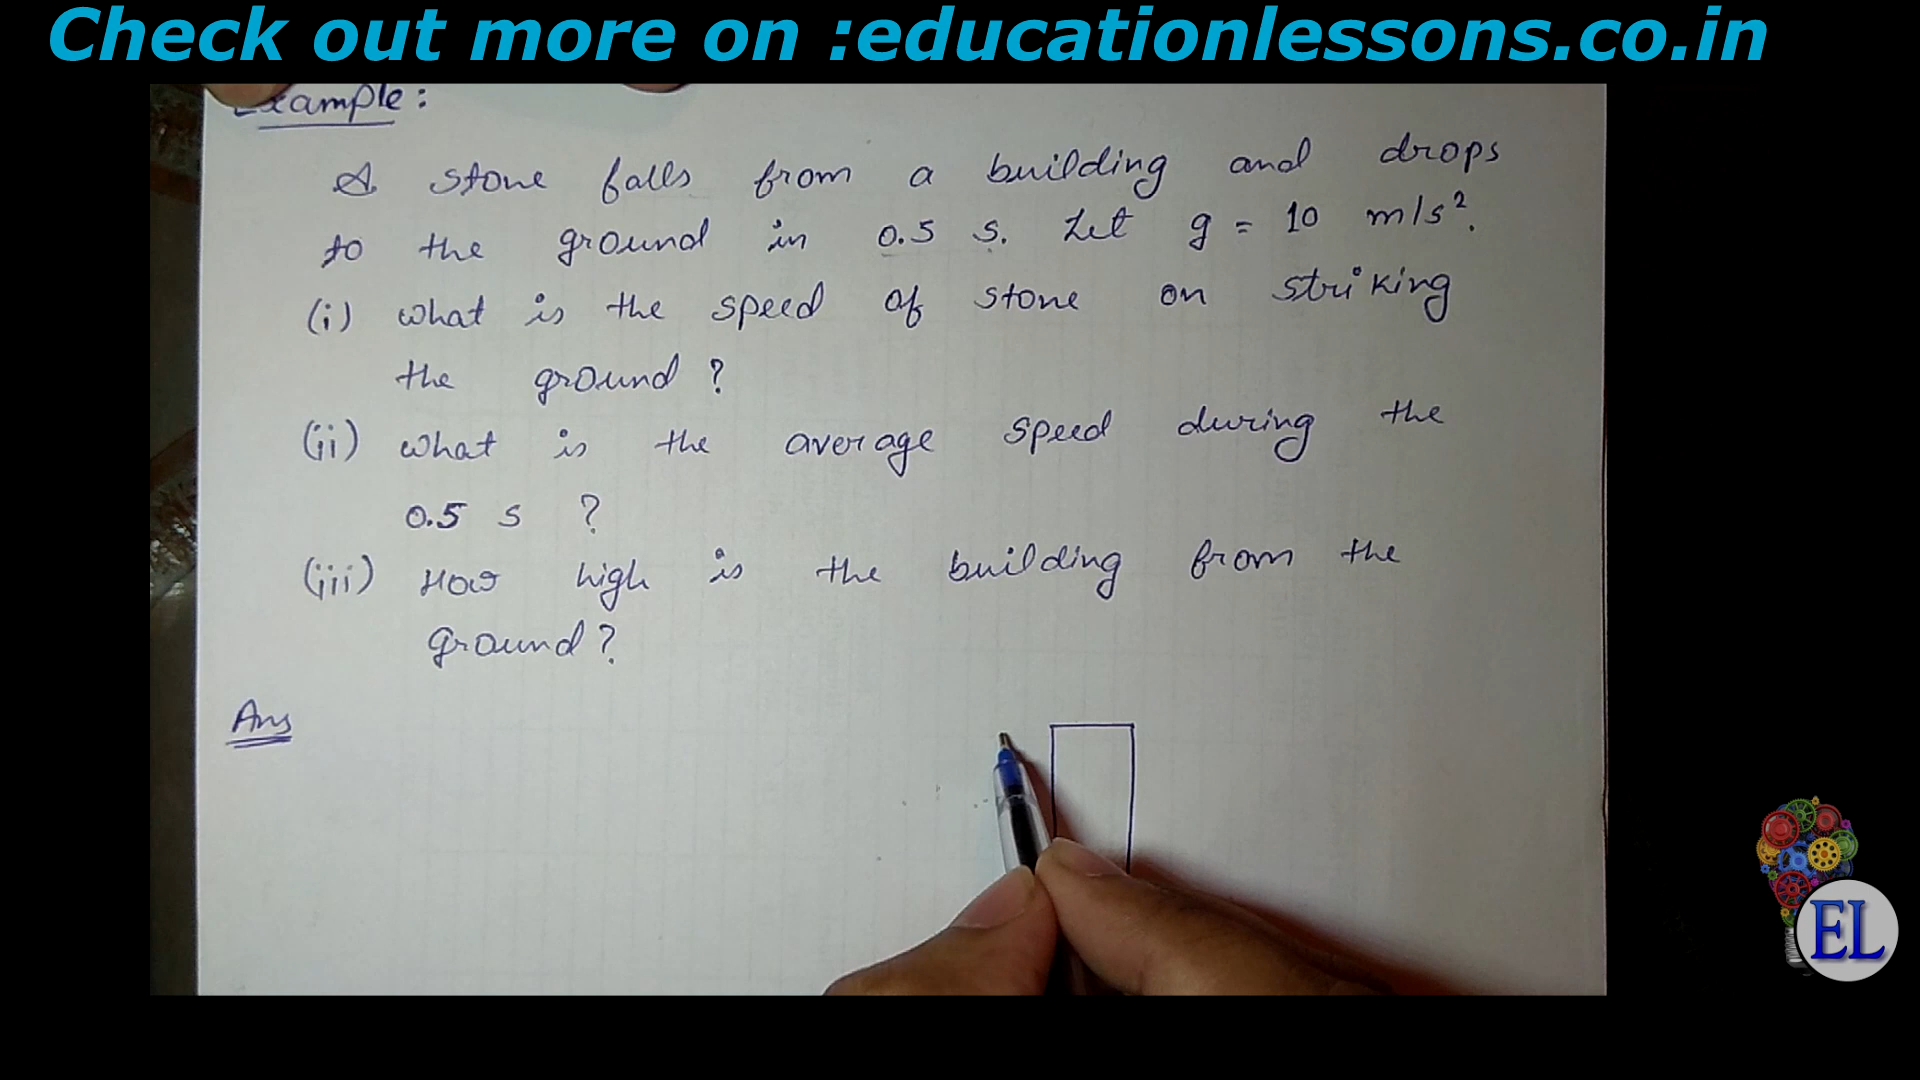 Check out more on :educationlessons.co.in
Example:
A stone falls from a building and drops
to the ground in 0.5 s. Let g = 10 m/s².
(i) what is the speed of stone on striking
the ground?
(ii) what is the average speed during the
0.5 s ?
(iii) How high is the building from the
ground?
Ans
EL